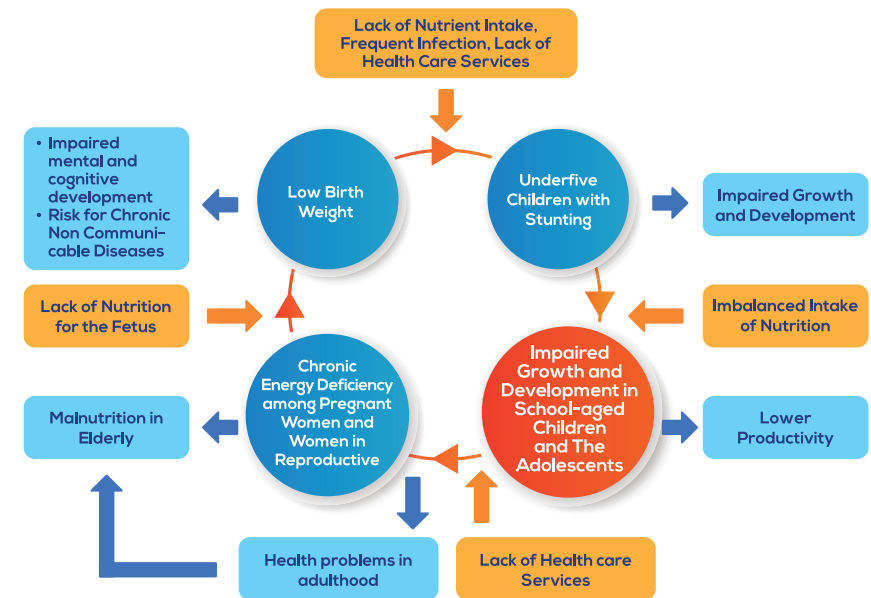 Lack of Nutrient Intake,
Frequent Infection, Lack of
Health Care Services
• Impaired
mental and
cognitive
development
• Risk for Chronic
Non Communi-
cable Diseases
Low Birth
Weight
Underfive
Children with
Stunting
Impaired Growth
and Development
Lack of Nutrition
for the Fetus
Imbalanced Intake
of Nutrition
Chronic
Energy Deficiency
among Pregnant
Women and
Women in
Reproductive
Impaired
Growth and
Development in
School-aged
Children
and The
Adolescents
Malnutrition in
Elderly
Lower
Productivity
Health problems in
adulthood
Lack of Health care
Services